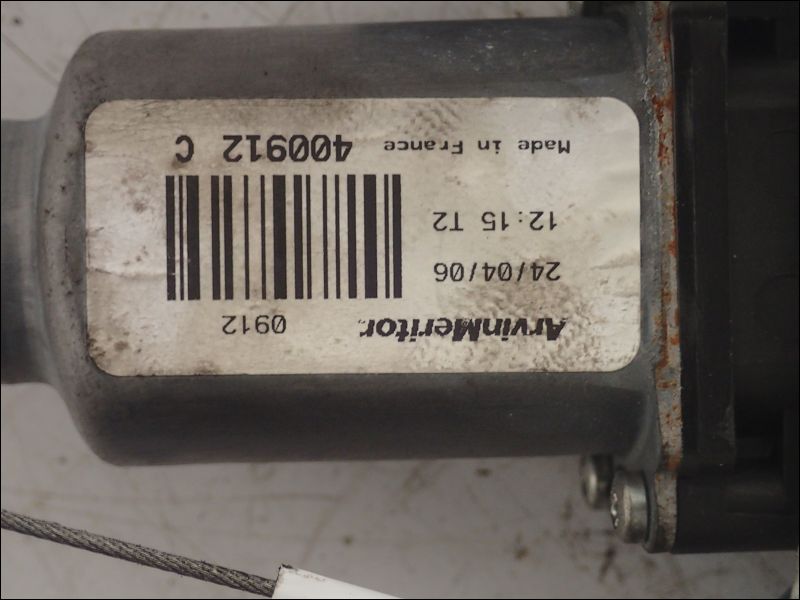 ArvinMeritor. 0912
24/04/06
12:15 T2
Made in France 400912 C